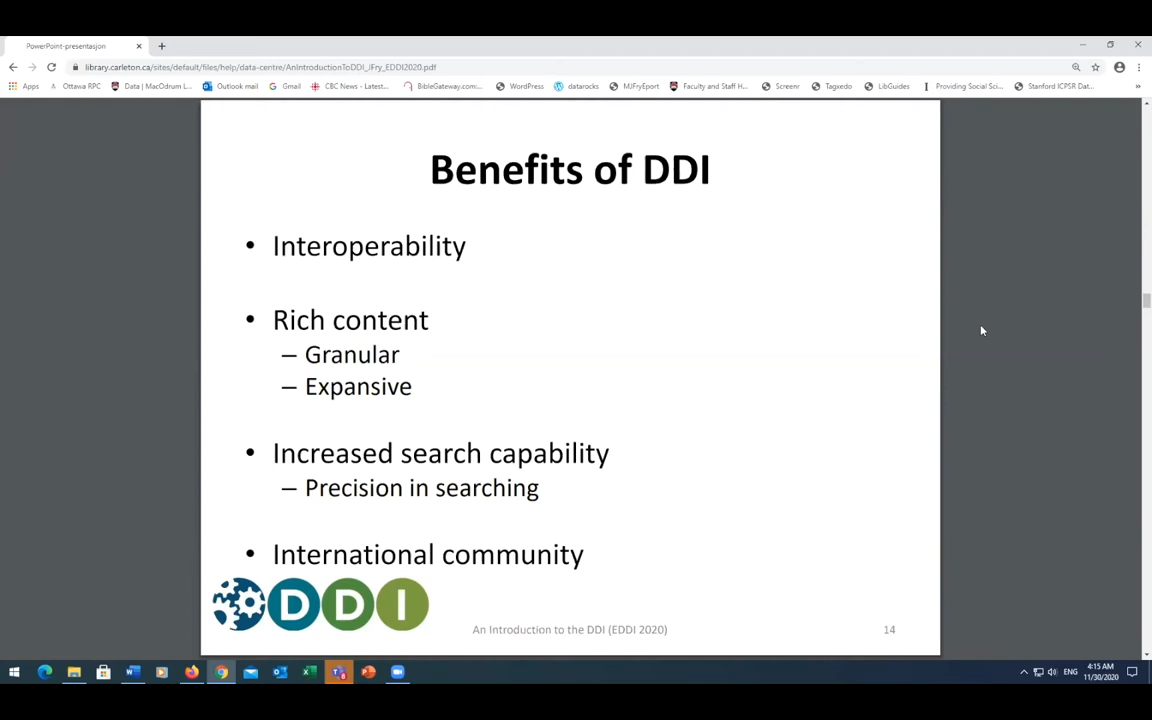 PowerPoint-presentasjon
library.carleton.ca/sites/default/files/help/data-centre/AnIntroductionToDDI_JFry_EDDI2020.pdf
Apps Ottawa RPC Data | MacOdrum L... Outlook mail Gmail CBC News - Latest... BibleGateway.com:... WordPress datarocks MJFryEport Faculty and Staff H... Screenr Tagxedo LibGuides Providing Social Sci... Stanford ICPSR Dat... »
Benefits of DDI
• Interoperability
• Rich content
– Granular
– Expansive
• Increased search capability
– Precision in searching
• International community
DDI
An Introduction to the DDI (EDDI 2020) 14
ENG 4:15 AM
11/30/2020